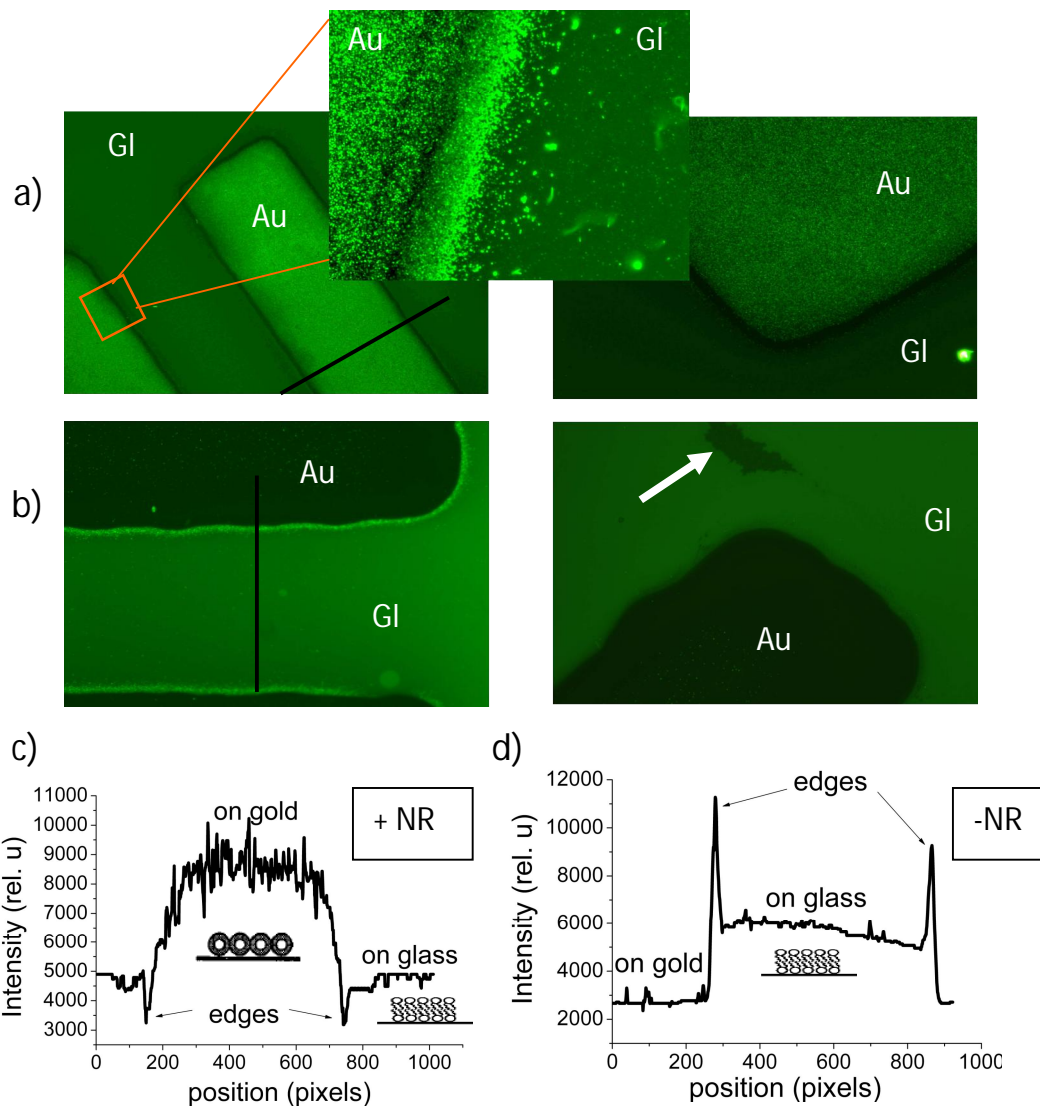 Au
Gl
Gl
a)
Au
Au
Gl
b)
Au
Gl
Gl
Au
c)
d)
11000
10000
9000
8000
7000
6000
5000
4000
3000
Intensity (rel. u)
on gold
+ NR
on glass
edges
0 200 400 600 800 1000
position (pixels)
12000
10000
8000
6000
4000
2000
0
Intensity (rel. u)
edges
-NR
on glass
on gold
0 200 400 600 800 1000
position (pixels)